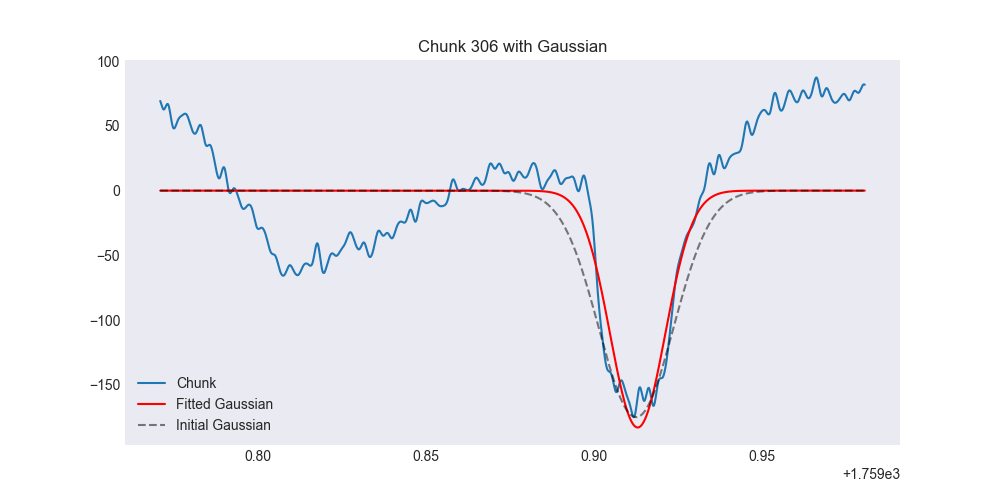 Chunk 306 with Gaussian
100
50
0
−50
−100
−150
Chunk
Fitted Gaussian
Initial Gaussian
0.80 0.85 0.90 0.95
+1.759e3